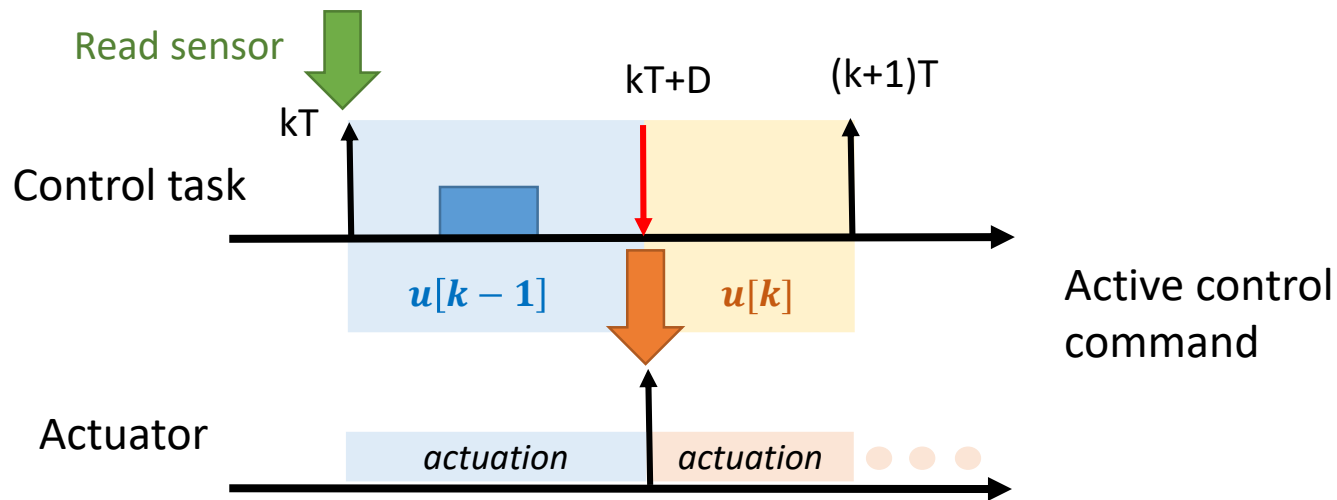 Read sensor
kT
kT+D
(k+1)T
Control task
u[k − 1]
u[k]
Active control
command
Actuator
actuation
actuation